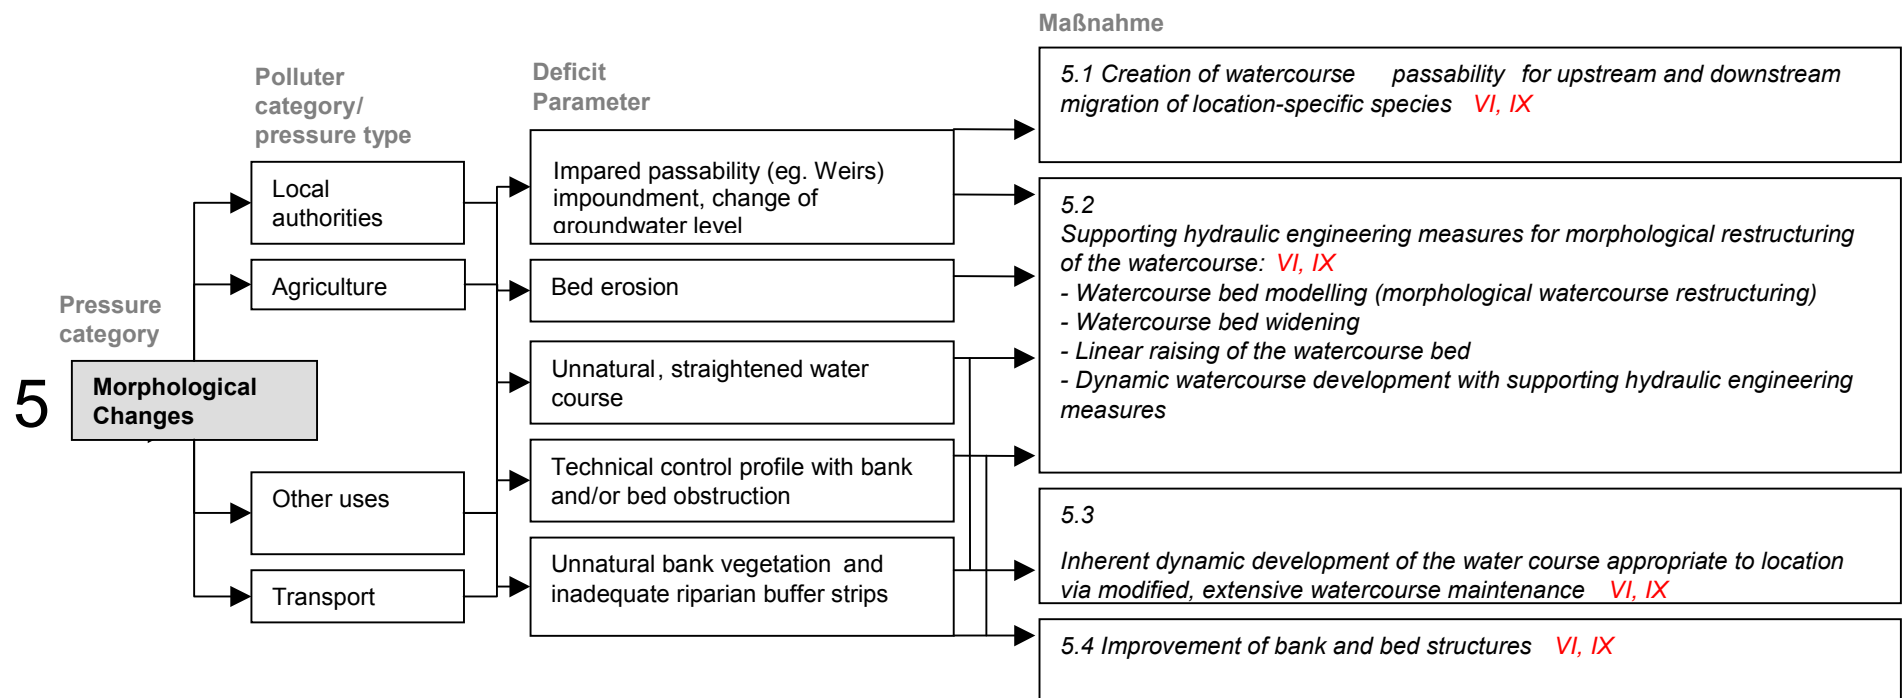 Maßnahme
Polluter
category/
pressure type
Deficit
Parameter
Pressure
category
5
Morphological
Changes
Local
authorities
Agriculture
Other uses
Transport
Impared passability (eg. Weirs)
impoundment, change of
groundwater level
Bed erosion
Unnatural, straightened water
course
Technical control profile with bank
and/or bed obstruction
Unnatural bank vegetation and
inadequate riparian buffer strips
5.1 Creation of watercourse passability for upstream and downstream
migration of location-specific species VI, IX
5.2
Supporting hydraulic engineering measures for morphological restructuring
of the watercourse: VI, IX
- Watercourse bed modelling (morphological watercourse restructuring)
- Watercourse bed widening
- Linear raising of the watercourse bed
- Dynamic watercourse development with supporting hydraulic engineering
measures
5.3
Inherent dynamic development of the water course appropriate to location
via modified, extensive watercourse maintenance VI, IX
5.4 Improvement of bank and bed structures VI, IX